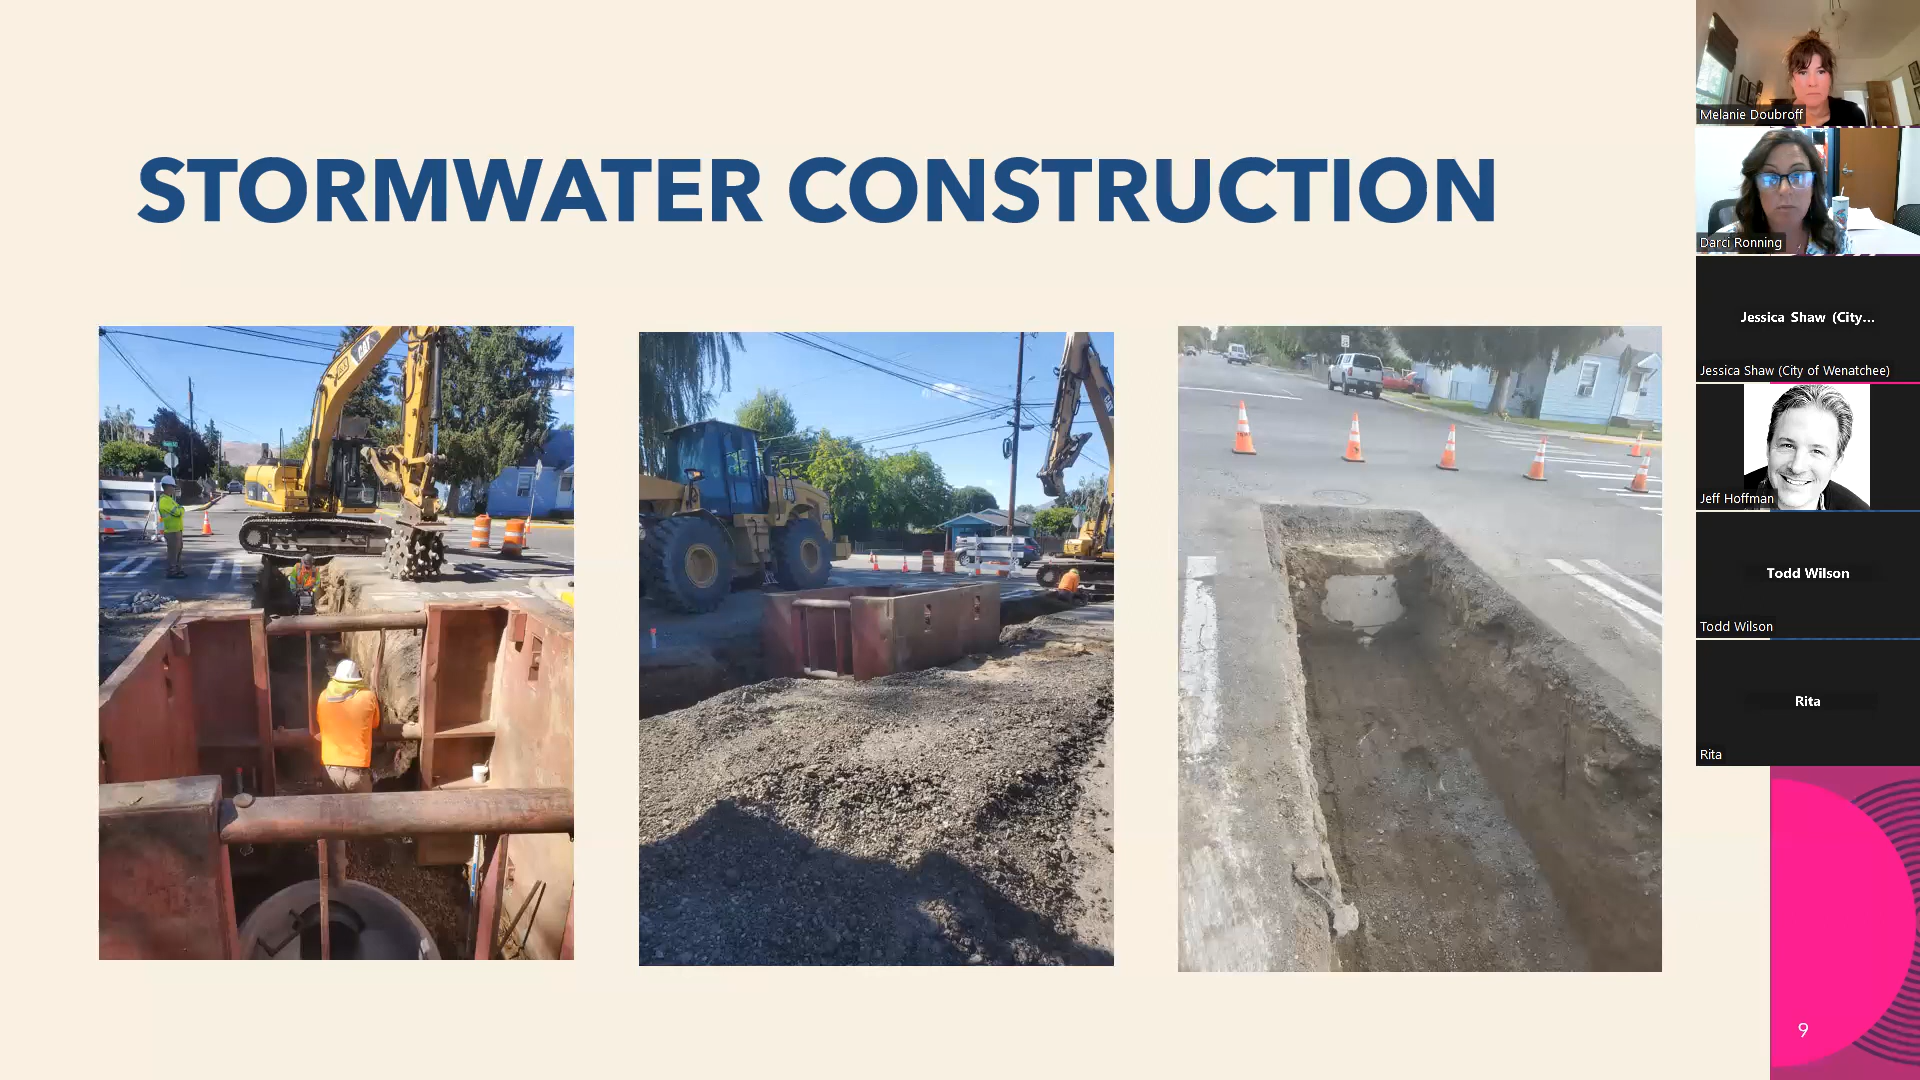 STORMWATER CONSTRUCTION
CAT
Melanie Doubroff
Darci Ronning
Jessica Shaw (City...
Jessica Shaw (City of Wenatchee)
Jeff Hoffman
Todd Wilson
Todd Wilson
Rita
Rita
9